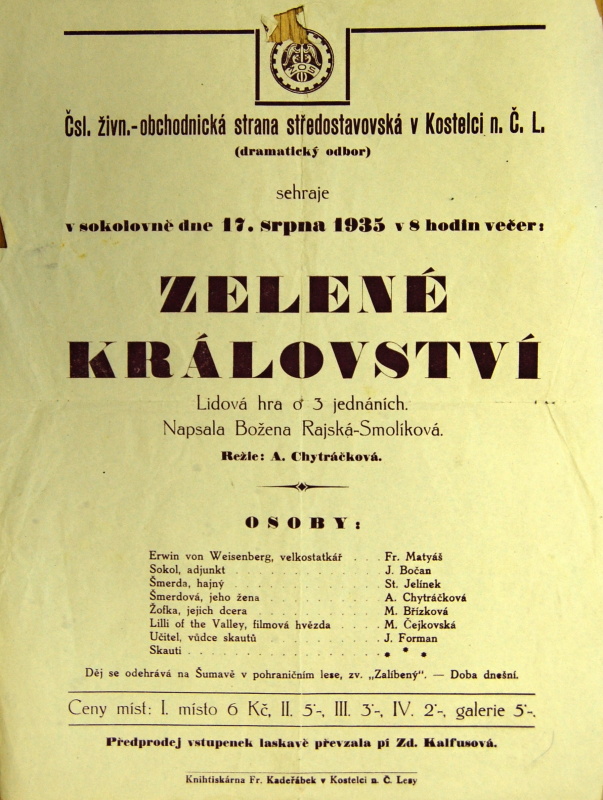 ŽOS
Čsl. živn.-obchodnická strana středostavovská v Kostelci n. Č. L.
(dramatický odbor)
sehraje
v sokolovně dne 17. srpna 1935 v 8 hodin večer:
ZELENÉ
KRÁLOVSTVÍ
Lidová hra o 3 jednáních.
Napsala Božena Rajská-Smolíková.
Režie: A. Chytráčková.
OSOBY:
Erwin von Weisenberg, velkostatkář . . . Fr. Matyáš
Sokol, adjunkt . . . . . . . . . . . J. Bočan
Šmerda, hajný . . . . . . . . . . . St. Jelínek
Šmerdová, jeho žena . . . . . . . . . A. Chytráčková
Žofka, jejich dcera . . . . . . . . . M. Břízková
Lilli of the Valley, filmová hvězda . . . . M. Čejkovská
Učitel, vůdce skautů . . . . . . . . . J. Forman
Skauti . . . . . . . . . . . . . . * * *
Děj se odehrává na Šumavě v pohraničním lese, zv. „Zalíbený". — Doba dnešní.
Ceny míst: I. místo 6 Kč, II. 5·-, III. 3·-, IV. 2·-, galerie 5·-.
Předprodej vstupenek laskavě převzala pí Zd. Kalfusová.
Knihtiskárna Fr. Kadeřábek v Kostelci n. Č. Lesy